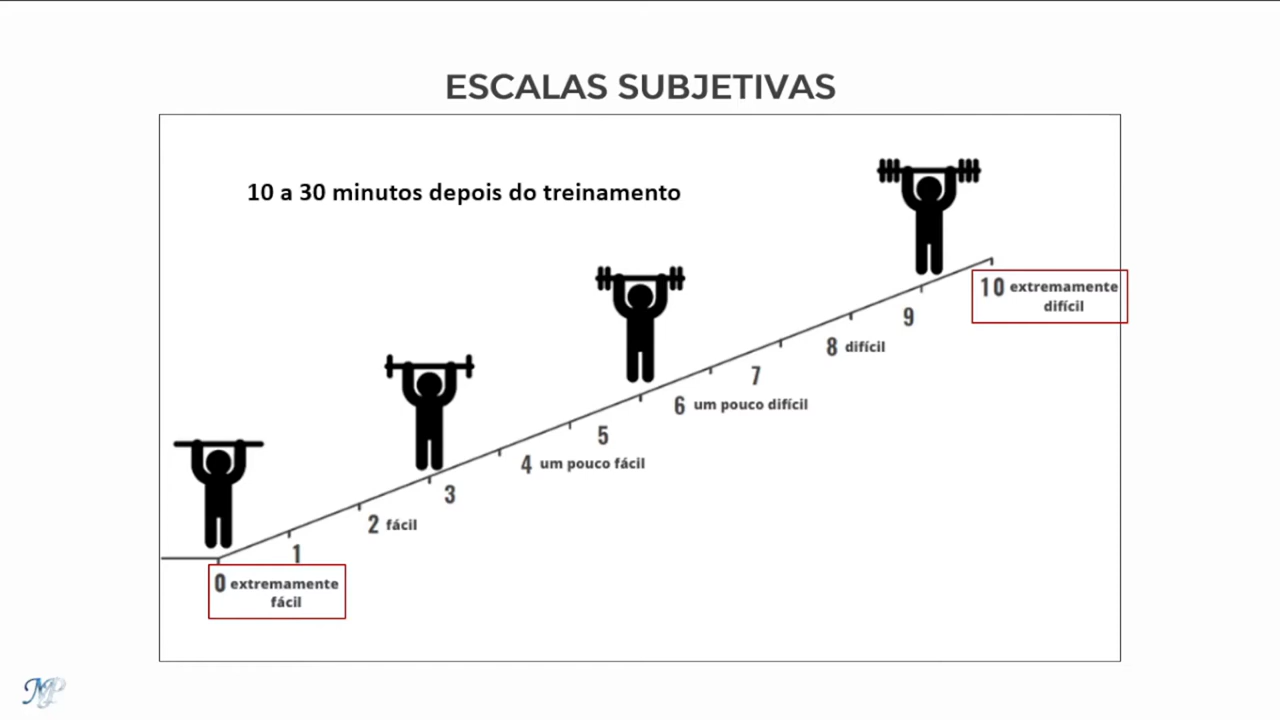 ESCALAS SUBJETIVAS
10 a 30 minutos depois do treinamento
10 extremamente
difícil
9
8 difícil
7
6 um pouco difícil
5
4 um pouco fácil
3
2 fácil
1
0 extremamente
fácil
MP